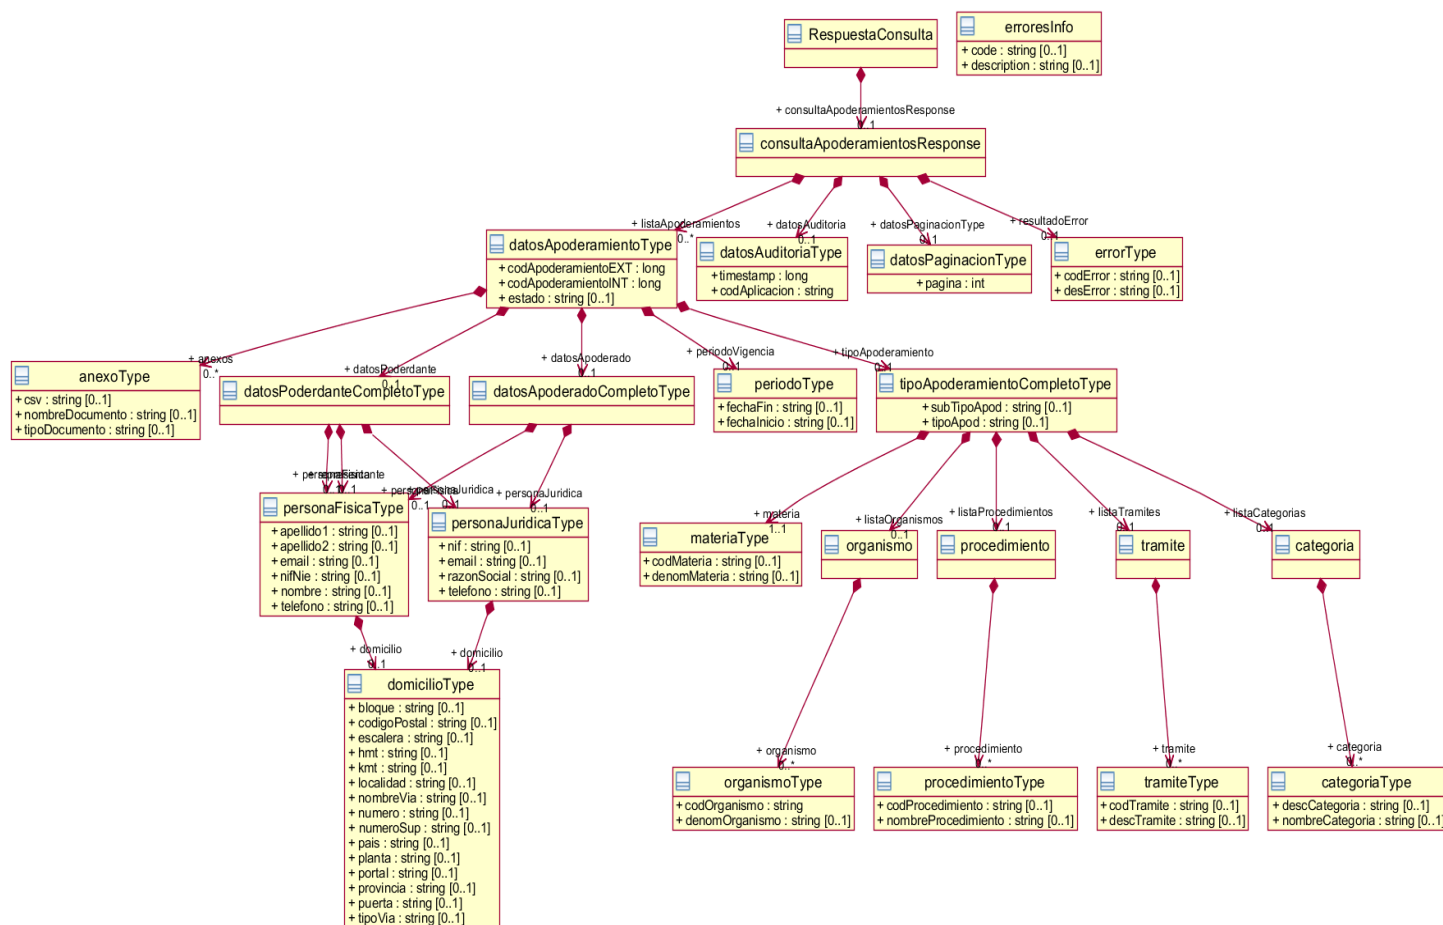 RespuestaConsulta
erroresInfo
+ code : string [0..1]
+ description : string [0..1]
+ consultaApoderamientosResponse
0..1
consultaApoderamientosResponse
+ listaApoderamientos
0..*
+ datosAuditoria
0..1
+ datosPaginacionType
0..1
+ resultadoError
0..1
datosApoderamientoType
+ codApoderamientoEXT : long
+ codApoderamientoINT : long
+ estado : string [0..1]
datosAuditoriaType
+ timestamp : long
+ codAplicacion : string
datosPaginacionType
+ pagina : int
errorType
+ codError : string [0..1]
+ desError : string [0..1]
+ anexos
0..*
+ datosPoderdante
0..1
+ datosApoderado
0..1
+ periodoVigencia
0..1
+ tipoApoderamiento
0..1
anexoType
+ csv : string [0..1]
+ nombreDocumento : string [0..1]
+ tipoDocumento : string [0..1]
datosPoderdanteCompletoType
datosApoderadoCompletoType
periodoType
+ fechaFin : string [0..1]
+ fechaInicio : string [0..1]
tipoApoderamientoCompletoType
+ subTipoApod : string [0..1]
+ tipoApod : string [0..1]
+ personaFisica
+ representante
0..1
0..1
+ personaFisica
0..1
+ personaJuridica
0..1
+ personaJuridica
0..1
+ materia
1..1
+ listaOrganismos
0..1
+ listaProcedimientos
0..1
+ listaTramites
0..1
+ listaCategorias
0..1
personaFisicaType
+ apellido1 : string [0..1]
+ apellido2 : string [0..1]
+ email : string [0..1]
+ nifNie : string [0..1]
+ nombre : string [0..1]
+ telefono : string [0..1]
personaJuridicaType
+ nif : string [0..1]
+ email : string [0..1]
+ razonSocial : string [0..1]
+ telefono : string [0..1]
materiaType
+ codMateria : string [0..1]
+ denomMateria : string [0..1]
organismo
procedimiento
tramite
categoria
+ domicilio
0..1
+ domicilio
0..1
domicilioType
+ bloque : string [0..1]
+ codigoPostal : string [0..1]
+ escalera : string [0..1]
+ hmt : string [0..1]
+ kmt : string [0..1]
+ localidad : string [0..1]
+ nombreVia : string [0..1]
+ numero : string [0..1]
+ numeroSup : string [0..1]
+ pais : string [0..1]
+ planta : string [0..1]
+ portal : string [0..1]
+ provincia : string [0..1]
+ puerta : string [0..1]
+ tipoVia : string [0..1]
+ organismo
0..*
+ procedimiento
0..*
+ tramite
0..*
+ categoria
0..*
organismoType
+ codOrganismo : string
+ denomOrganismo : string [0..1]
procedimientoType
+ codProcedimiento : string [0..1]
+ nombreProcedimiento : string [0..1]
tramiteType
+ codTramite : string [0..1]
+ descTramite : string [0..1]
categoriaType
+ descCategoria : string [0..1]
+ nombreCategoria : string [0..1]